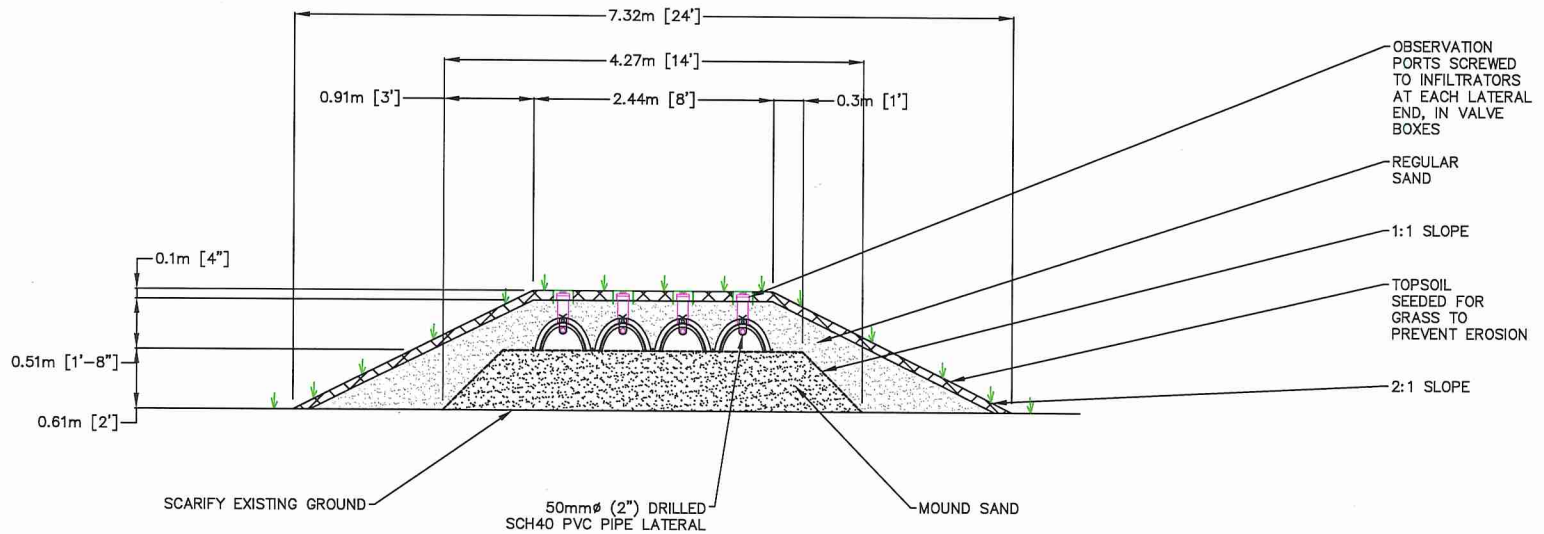 7.32m [24']
4.27m [14']
0.91m [3']
2.44m [8']
0.3m [1']
0.1m [4"]
0.51m [1'-8"]
0.61m [2']
OBSERVATION
PORTS SCREWED
TO INFILTRATORS
AT EACH LATERAL
END, IN VALVE
BOXES
REGULAR
SAND
1:1 SLOPE
TOPSOIL
SEEDED FOR
GRASS TO
PREVENT EROSION
2:1 SLOPE
SCARIFY EXISTING GROUND
50mmø (2") DRILLED
SCH40 PVC PIPE LATERAL
MOUND SAND